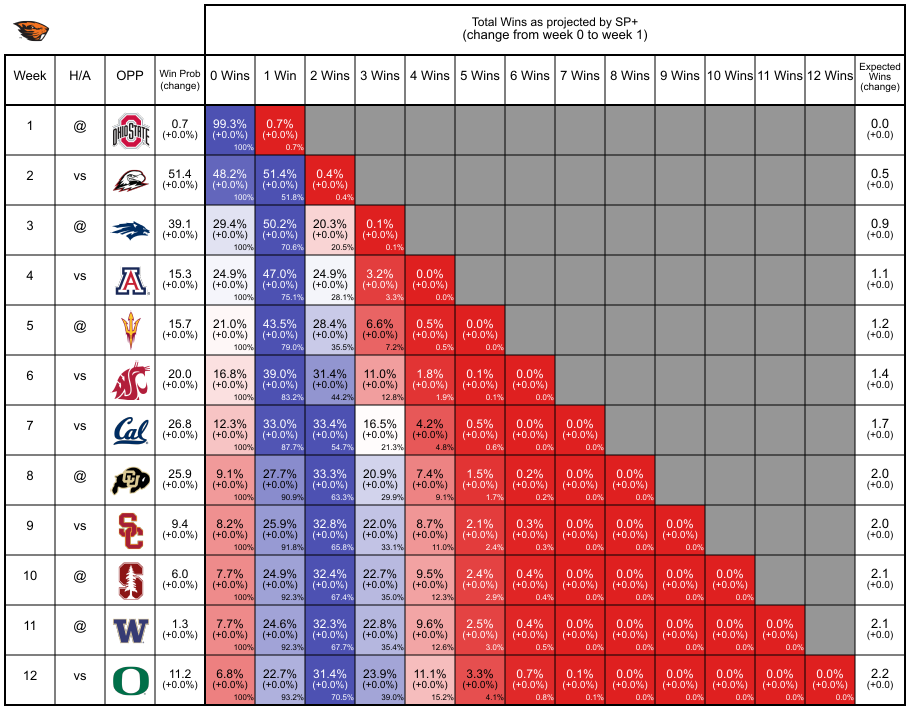 Total Wins as projected by SP+
(change from week 0 to week 1)
Week H/A OPP Win Prob (change) 0 Wins 1 Win 2 Wins 3 Wins 4 Wins 5 Wins 6 Wins 7 Wins 8 Wins 9 Wins 10 Wins 11 Wins 12 Wins Expected Wins (change)
1 @ OHIO STATE 0.7 99.3% 0.7% 0.0
(+0.0%) (+0.0%) (+0.0%) (+0.0)
100% 0.7%
2 vs 51.4 48.2% 51.4% 0.4% 0.5
(+0.0%) (+0.0%) (+0.0%) (+0.0%) (+0.0)
100% 51.8% 0.4%
3 @ 39.1 29.4% 50.2% 20.3% 0.1% 0.9
(+0.0%) (+0.0%) (+0.0%) (+0.0%) (+0.0%) (+0.0)
100% 70.6% 20.5% 0.1%
4 vs A 15.3 24.9% 47.0% 24.9% 3.2% 0.0% 1.1
(+0.0%) (+0.0%) (+0.0%) (+0.0%) (+0.0%) (+0.0%) (+0.0)
100% 75.1% 28.1% 3.3% 0.0%
5 @ 15.7 21.0% 43.5% 28.4% 6.6% 0.5% 0.0% 1.2
(+0.0%) (+0.0%) (+0.0%) (+0.0%) (+0.0%) (+0.0%) (+0.0%) (+0.0)
100% 79.0% 35.5% 7.2% 0.5% 0.0%
6 vs 20.0 16.8% 39.0% 31.4% 11.0% 1.8% 0.1% 0.0% 1.4
(+0.0%) (+0.0%) (+0.0%) (+0.0%) (+0.0%) (+0.0%) (+0.0%) (+0.0%) (+0.0)
100% 83.2% 44.2% 12.8% 1.9% 0.1% 0.0%
7 vs Cal 26.8 12.3% 33.0% 33.4% 16.5% 4.2% 0.5% 0.0% 0.0% 1.7
(+0.0%) (+0.0%) (+0.0%) (+0.0%) (+0.0%) (+0.0%) (+0.0%) (+0.0%) (+0.0%) (+0.0)
100% 87.7% 54.7% 21.3% 4.8% 0.6% 0.0% 0.0%
8 @ CU 25.9 9.1% 27.7% 33.3% 20.9% 7.4% 1.5% 0.2% 0.0% 0.0% 2.0
(+0.0%) (+0.0%) (+0.0%) (+0.0%) (+0.0%) (+0.0%) (+0.0%) (+0.0%) (+0.0%) (+0.0%) (+0.0)
100% 90.9% 63.3% 29.9% 9.1% 1.7% 0.2% 0.0% 0.0%
9 vs SC 9.4 8.2% 25.9% 32.8% 22.0% 8.7% 2.1% 0.3% 0.0% 0.0% 0.0% 2.0
(+0.0%) (+0.0%) (+0.0%) (+0.0%) (+0.0%) (+0.0%) (+0.0%) (+0.0%) (+0.0%) (+0.0%) (+0.0%) (+0.0)
100% 91.8% 65.8% 33.1% 11.0% 2.4% 0.3% 0.0% 0.0% 0.0%
10 @ S 6.0 7.7% 24.9% 32.4% 22.7% 9.5% 2.4% 0.4% 0.0% 0.0% 0.0% 0.0% 2.1
(+0.0%) (+0.0%) (+0.0%) (+0.0%) (+0.0%) (+0.0%) (+0.0%) (+0.0%) (+0.0%) (+0.0%) (+0.0%) (+0.0%) (+0.0)
100% 92.3% 67.4% 35.0% 12.3% 2.9% 0.4% 0.0% 0.0% 0.0% 0.0%
11 @ W 1.3 7.7% 24.6% 32.3% 22.8% 9.6% 2.5% 0.4% 0.0% 0.0% 0.0% 0.0% 0.0% 2.1
(+0.0%) (+0.0%) (+0.0%) (+0.0%) (+0.0%) (+0.0%) (+0.0%) (+0.0%) (+0.0%) (+0.0%) (+0.0%) (+0.0%) (+0.0%) (+0.0)
100% 92.3% 67.7% 35.4% 12.6% 3.0% 0.5% 0.0% 0.0% 0.0% 0.0% 0.0%
12 vs O 11.2 6.8% 22.7% 31.4% 23.9% 11.1% 3.3% 0.7% 0.1% 0.0% 0.0% 0.0% 0.0% 0.0% 2.2
(+0.0%) (+0.0%) (+0.0%) (+0.0%) (+0.0%) (+0.0%) (+0.0%) (+0.0%) (+0.0%) (+0.0%) (+0.0%) (+0.0%) (+0.0%) (+0.0%) (+0.0)
100% 93.2% 70.5% 39.0% 15.2% 4.1% 0.8% 0.1% 0.0% 0.0% 0.0% 0.0% 0.0%